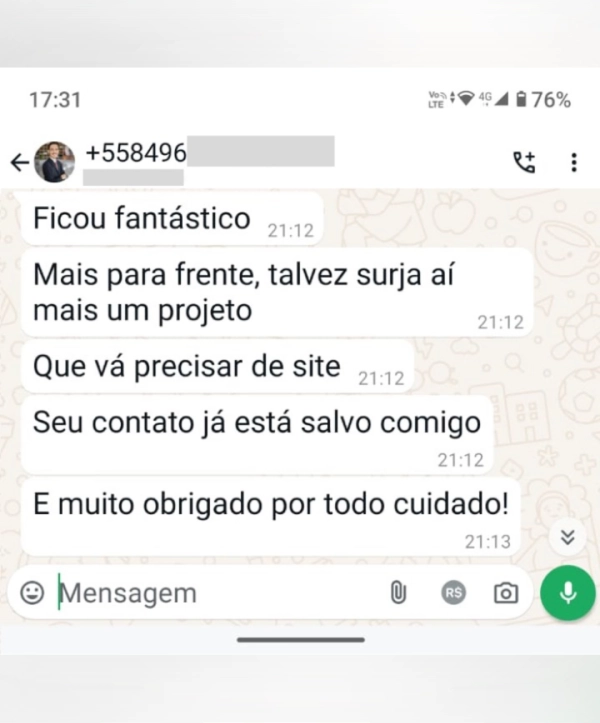 17:31
Vo) LTE 4G 76%
+558496
Ficou fantástico 21:12
Mais para frente, talvez surja aí
mais um projeto 21:12
Que vá precisar de site 21:12
Seu contato já está salvo comigo
21:12
E muito obrigado por todo cuidado!
21:13
Mensagem
R$